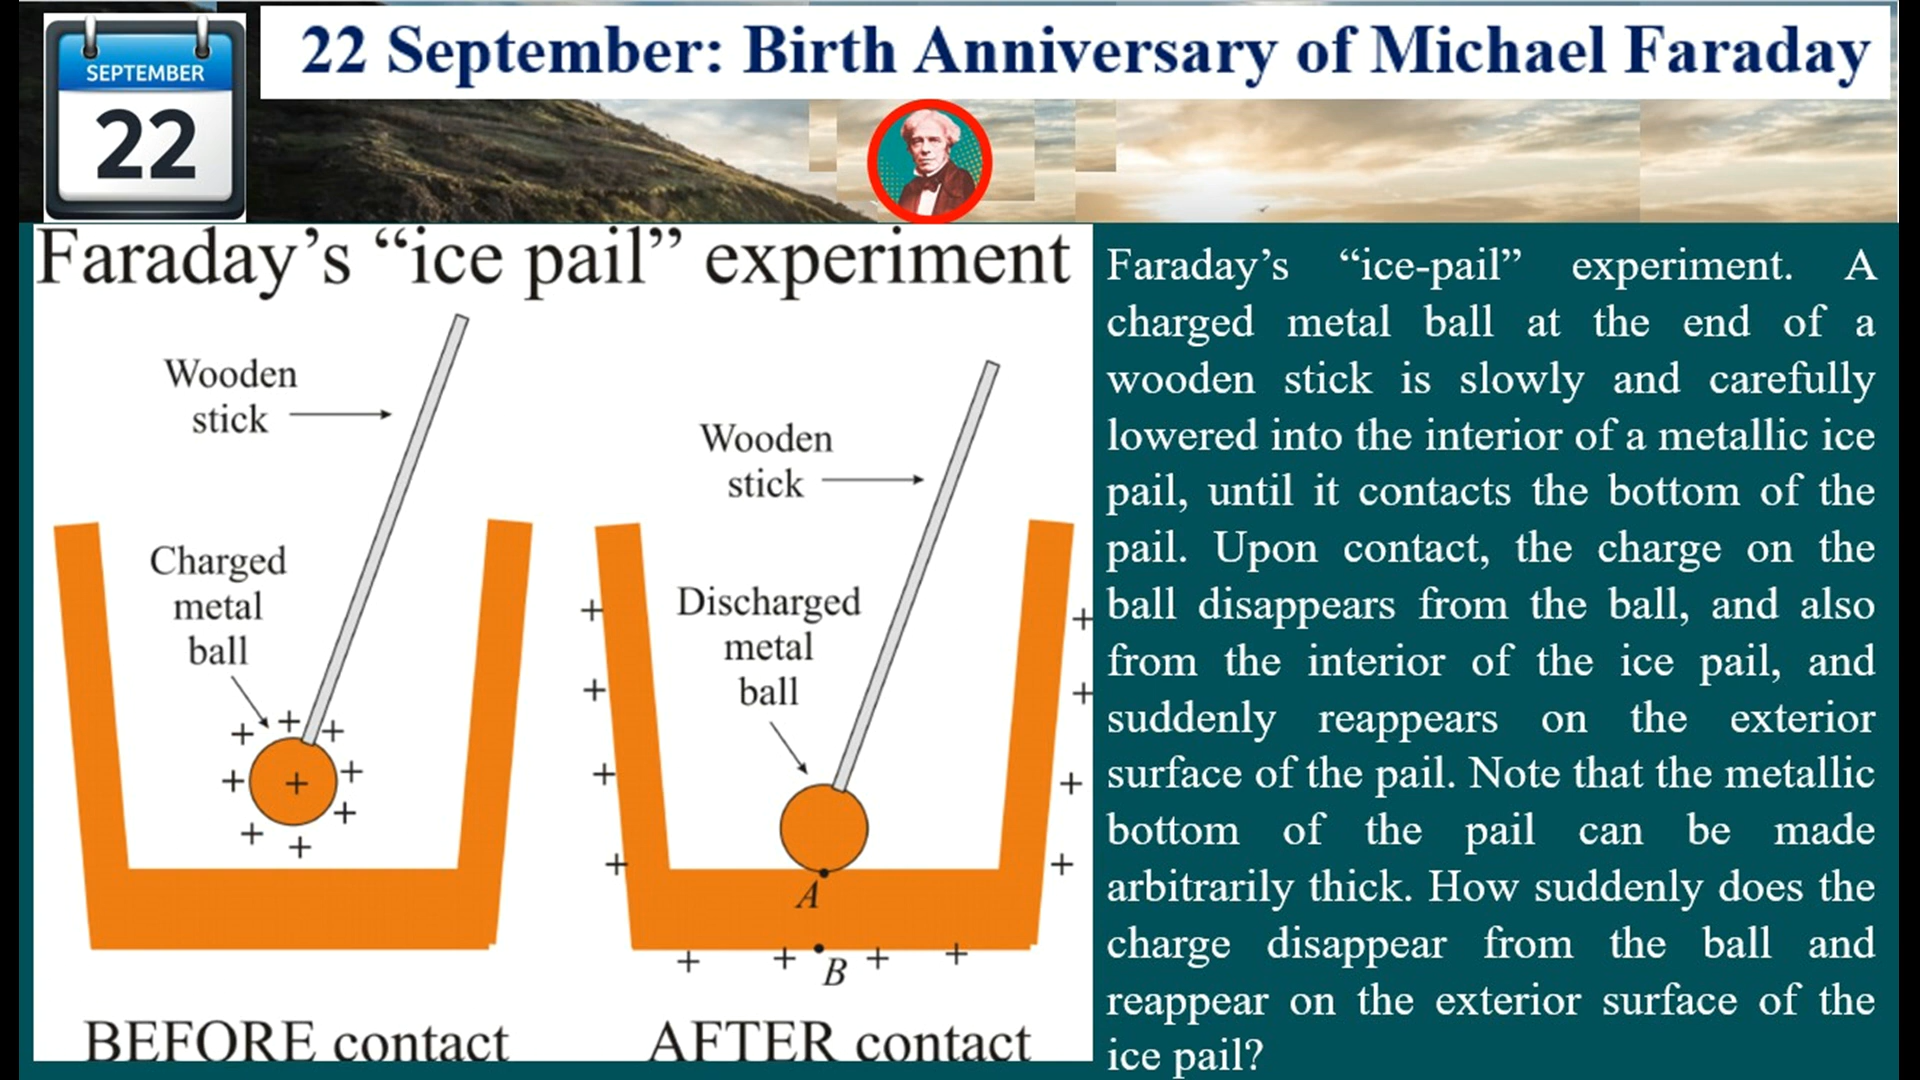 22 September: Birth Anniversary of Michael Faraday
SEPTEMBER
22
Faraday’s “ice pail” experiment
Wooden
stick
Charged
metal
ball
+ + +
+ + +
+ + +
BEFORE contact
Wooden
stick
Discharged
metal
ball
+ +
+ +
+ +
+ +
A
+ + B + +
AFTER contact
Faraday’s “ice-pail” experiment. A
charged metal ball at the end of a
wooden stick is slowly and carefully
lowered into the interior of a metallic ice
pail, until it contacts the bottom of the
pail. Upon contact, the charge on the
ball disappears from the ball, and also
from the interior of the ice pail, and
suddenly reappears on the exterior
surface of the pail. Note that the metallic
bottom of the pail can be made
arbitrarily thick. How suddenly does the
charge disappear from the ball and
reappear on the exterior surface of the
ice pail?